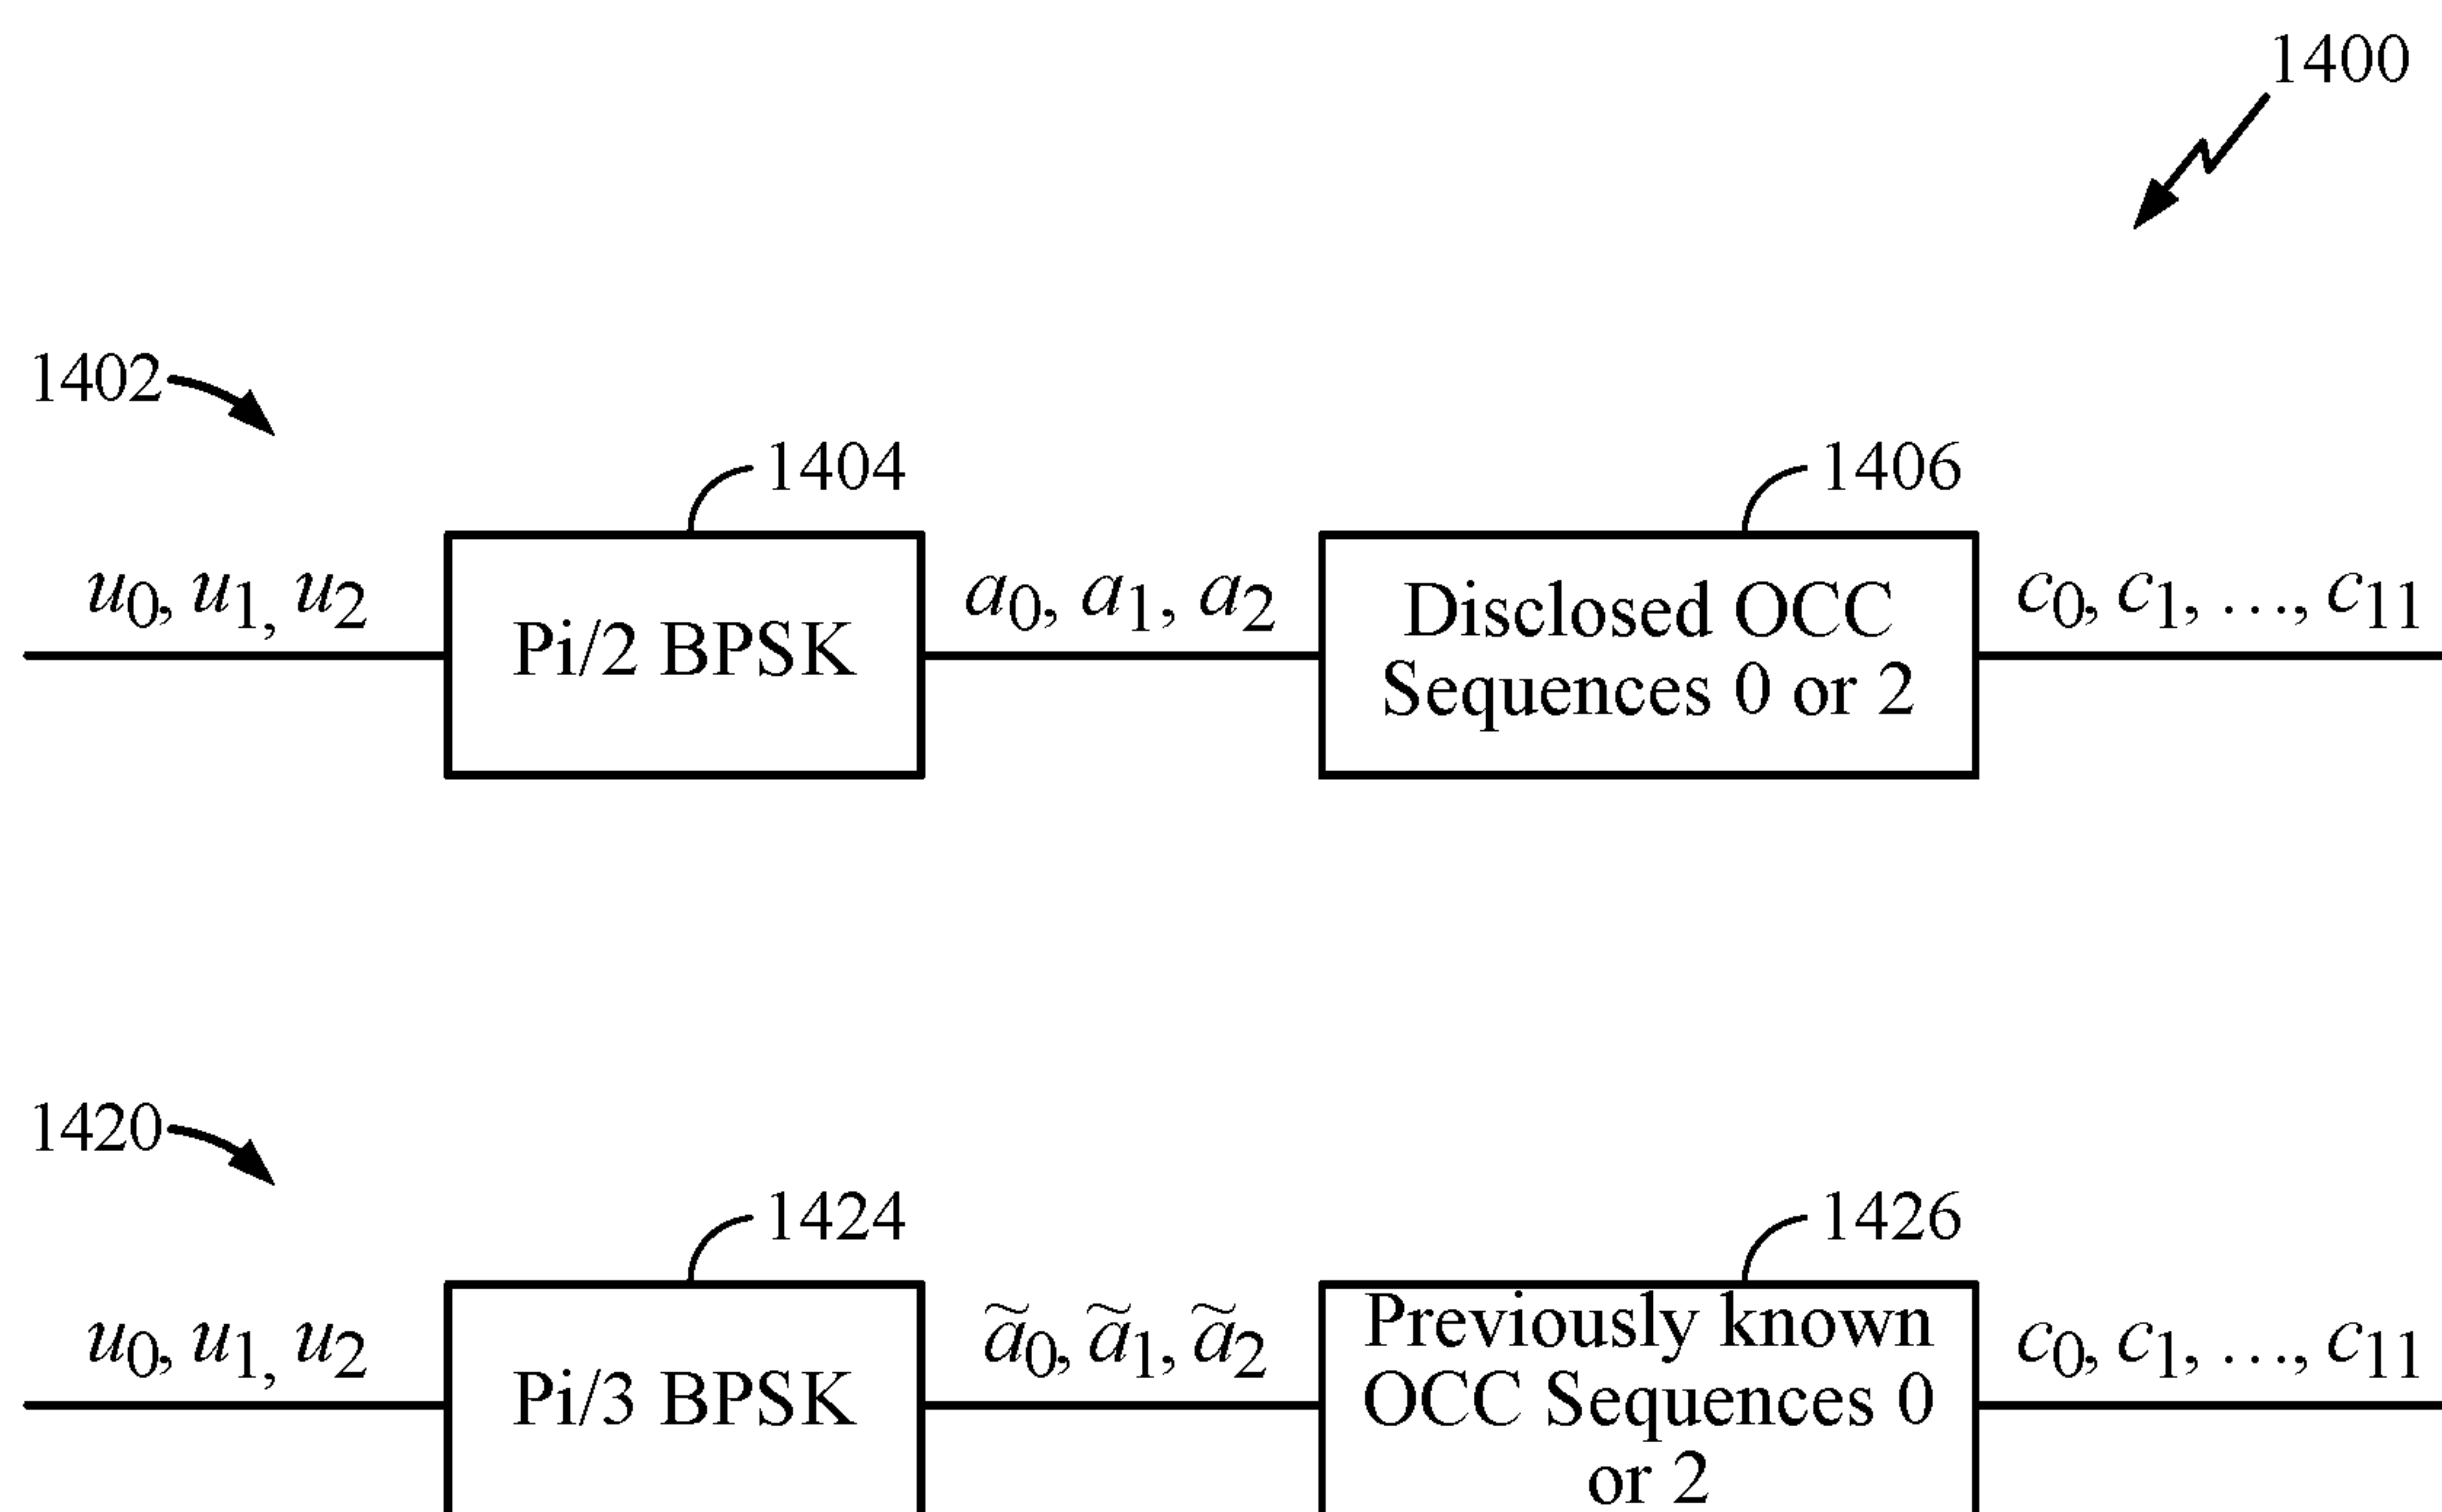 1400
1402
1404
1406
u0, u1, u2
Pi/2 BPSK
a0, a1, a2
Disclosed OCC
Sequences 0 or 2
c0, c1, ..., c11
1420
1424
1426
u0, u1, u2
Pi/3 BPSK
ã0, ã1, ã2
Previously known
OCC Sequences 0
or 2
c0, c1, ..., c11